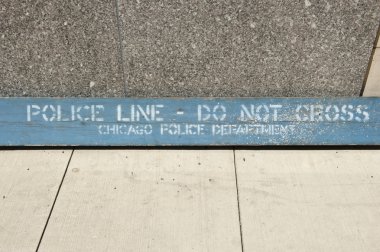 POLICE LINE - DO NOT CROSS
CHICAGO POLICE DEPARTMENT